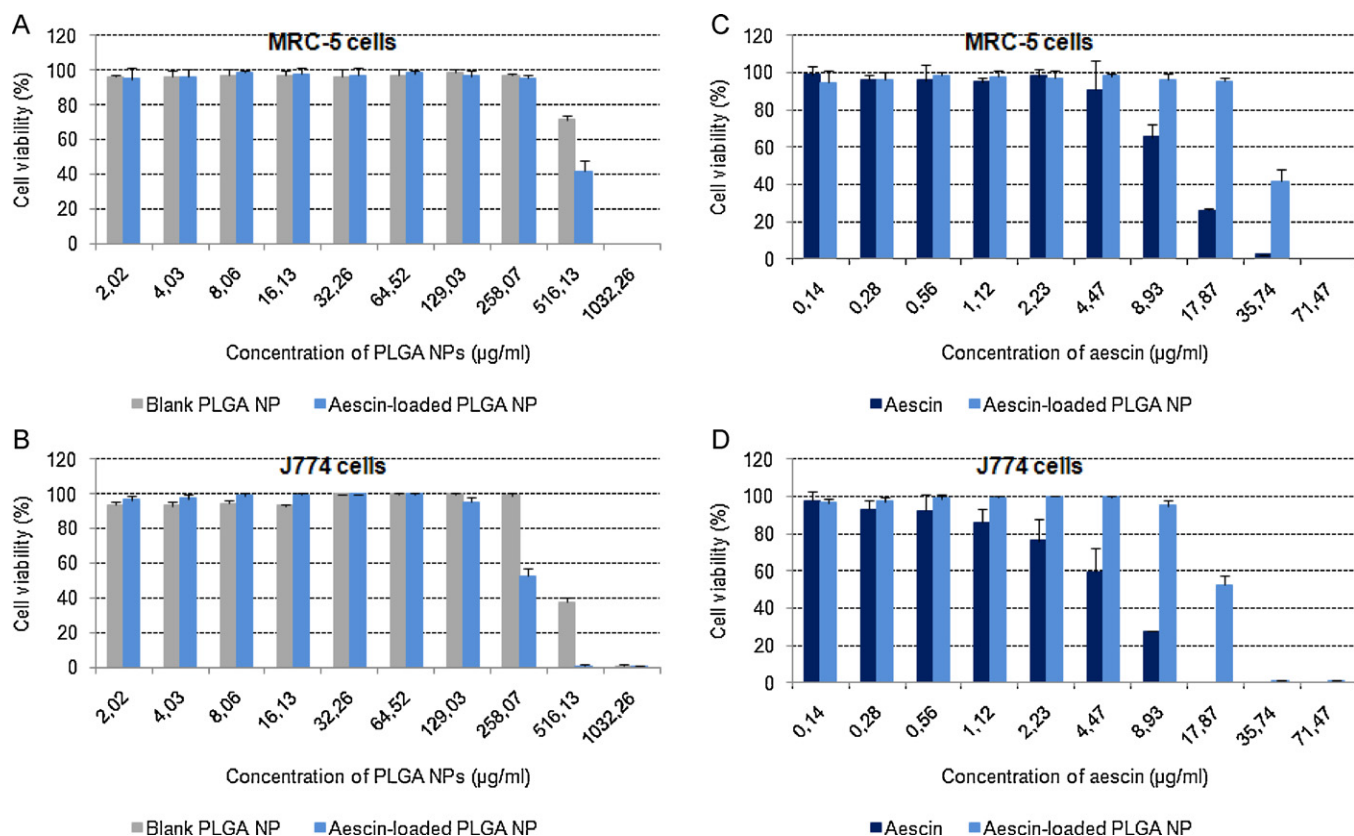 A
MRC-5 cells
Cell viability (%)
120
100
80
60
40
20
0
2,02 4,03 8,06 16,13 32,26 64,52 129,03 258,07 516,13 1032,26
Concentration of PLGA NPs (µg/ml)
Blank PLGA NP Aescin-loaded PLGA NP
B
J774 cells
Cell viability (%)
120
100
80
60
40
20
0
2,02 4,03 8,06 16,13 32,26 64,52 129,03 258,07 516,13 1032,26
Concentration of PLGA NPs (µg/ml)
Blank PLGA NP Aescin-loaded PLGA NP
C
MRC-5 cells
Cell viability (%)
120
100
80
60
40
20
0
0,14 0,28 0,56 1,12 2,23 4,47 8,93 17,87 35,74 71,47
Concentration of aescin (µg/ml)
Aescin Aescin-loaded PLGA NP
D
J774 cells
Cell viability (%)
120
100
80
60
40
20
0
0,14 0,28 0,56 1,12 2,23 4,47 8,93 17,87 35,74 71,47
Concentration of aescin (µg/ml)
Aescin Aescin-loaded PLGA NP